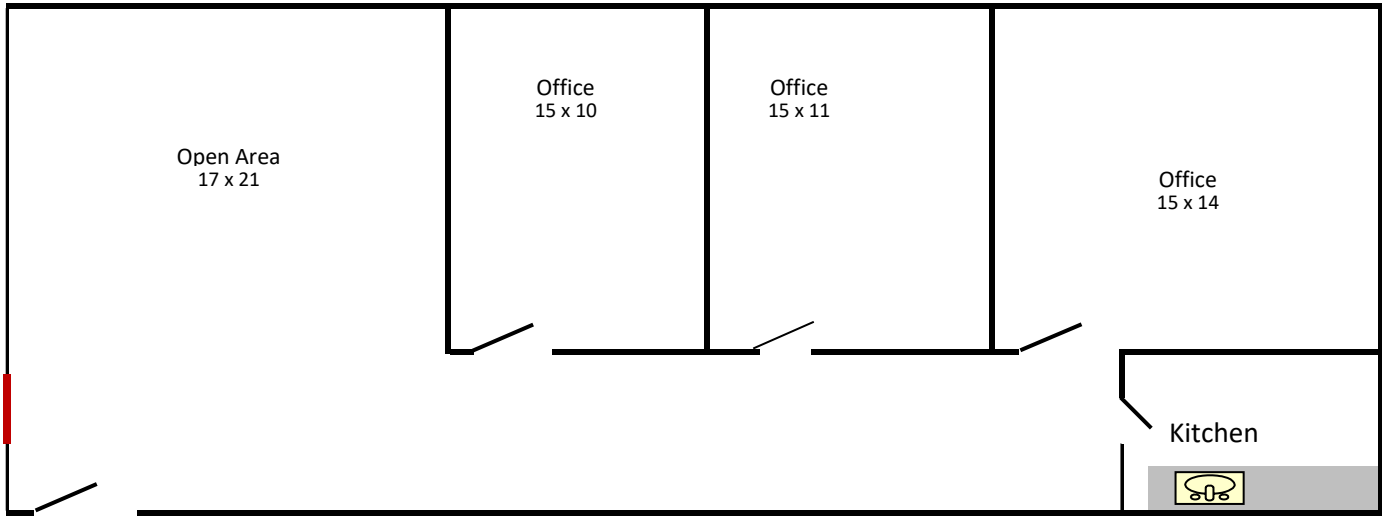 Office
15 x 10
Office
15 x 11
Open Area
17 x 21
Office
15 x 14
Kitchen